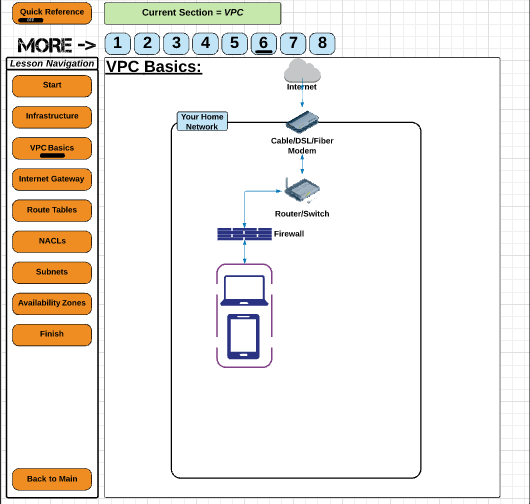 Quick Reference
OFF
Current Section = VPC
MORE ->
1 2 3 4 5 6 7 8
Lesson Navigation
Start
Infrastructure
VPC Basics
Internet Gateway
Route Tables
NACLs
Subnets
Availability Zones
Finish
Back to Main
VPC Basics:
Internet
Your Home
Network
Cable/DSL/Fiber
Modem
Router/Switch
Firewall